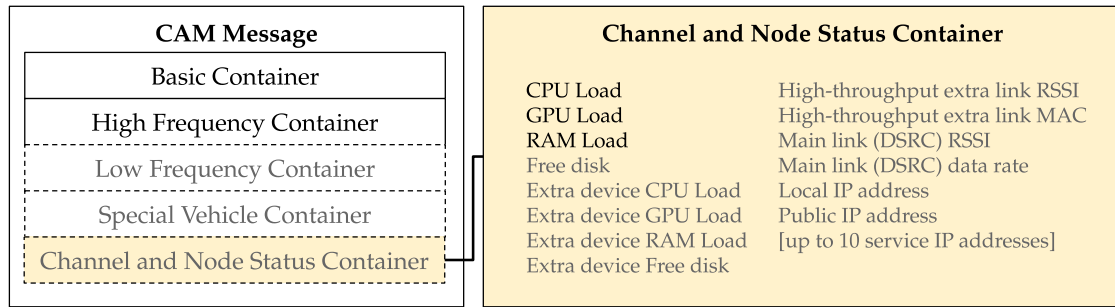 CAM Message
Basic Container
High Frequency Container
Low Frequency Container
Special Vehicle Container
Channel and Node Status Container
Channel and Node Status Container
CPU Load
GPU Load
RAM Load
Free disk
Extra device CPU Load
Extra device GPU Load
Extra device RAM Load
Extra device Free disk
High-throughput extra link RSSI
High-throughput extra link MAC
Main link (DSRC) RSSI
Main link (DSRC) data rate
Local IP address
Public IP address
[up to 10 service IP addresses]